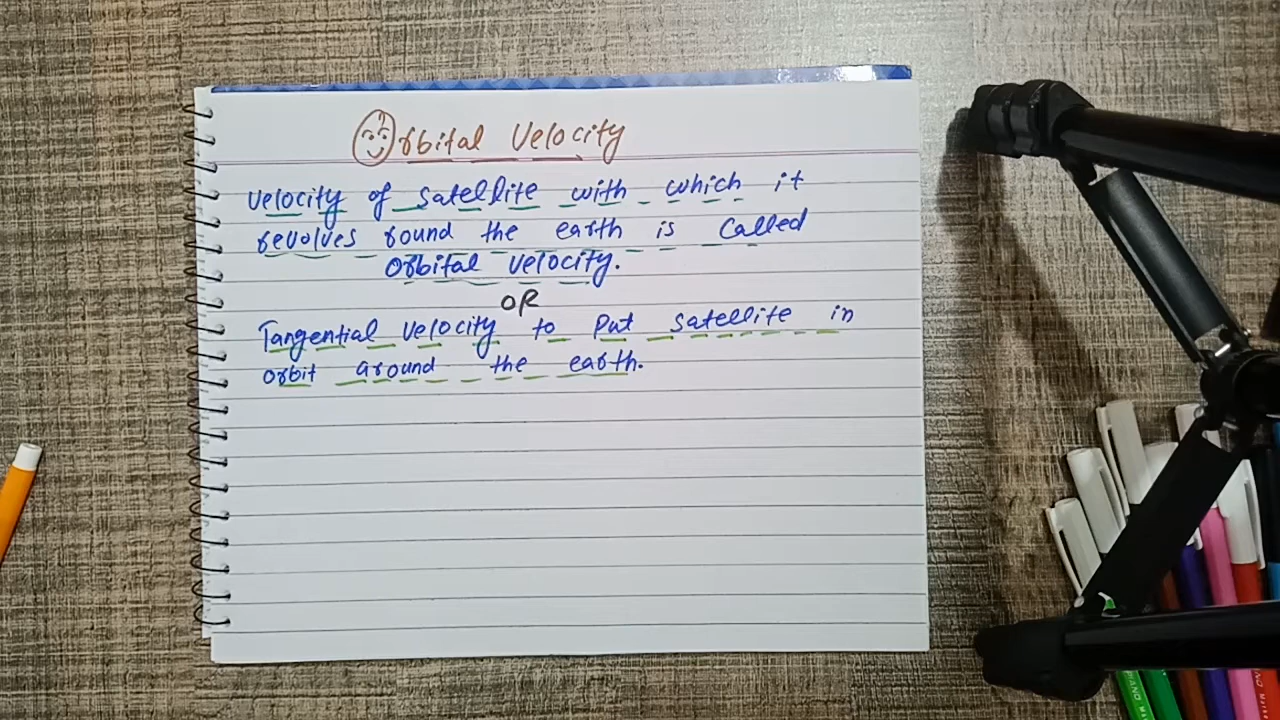 Orbital Velocity
Velocity of satellite with which it
revolves round the earth is called
Orbital velocity.
OR
Tangential velocity to Put satellite in
orbit around the earth.